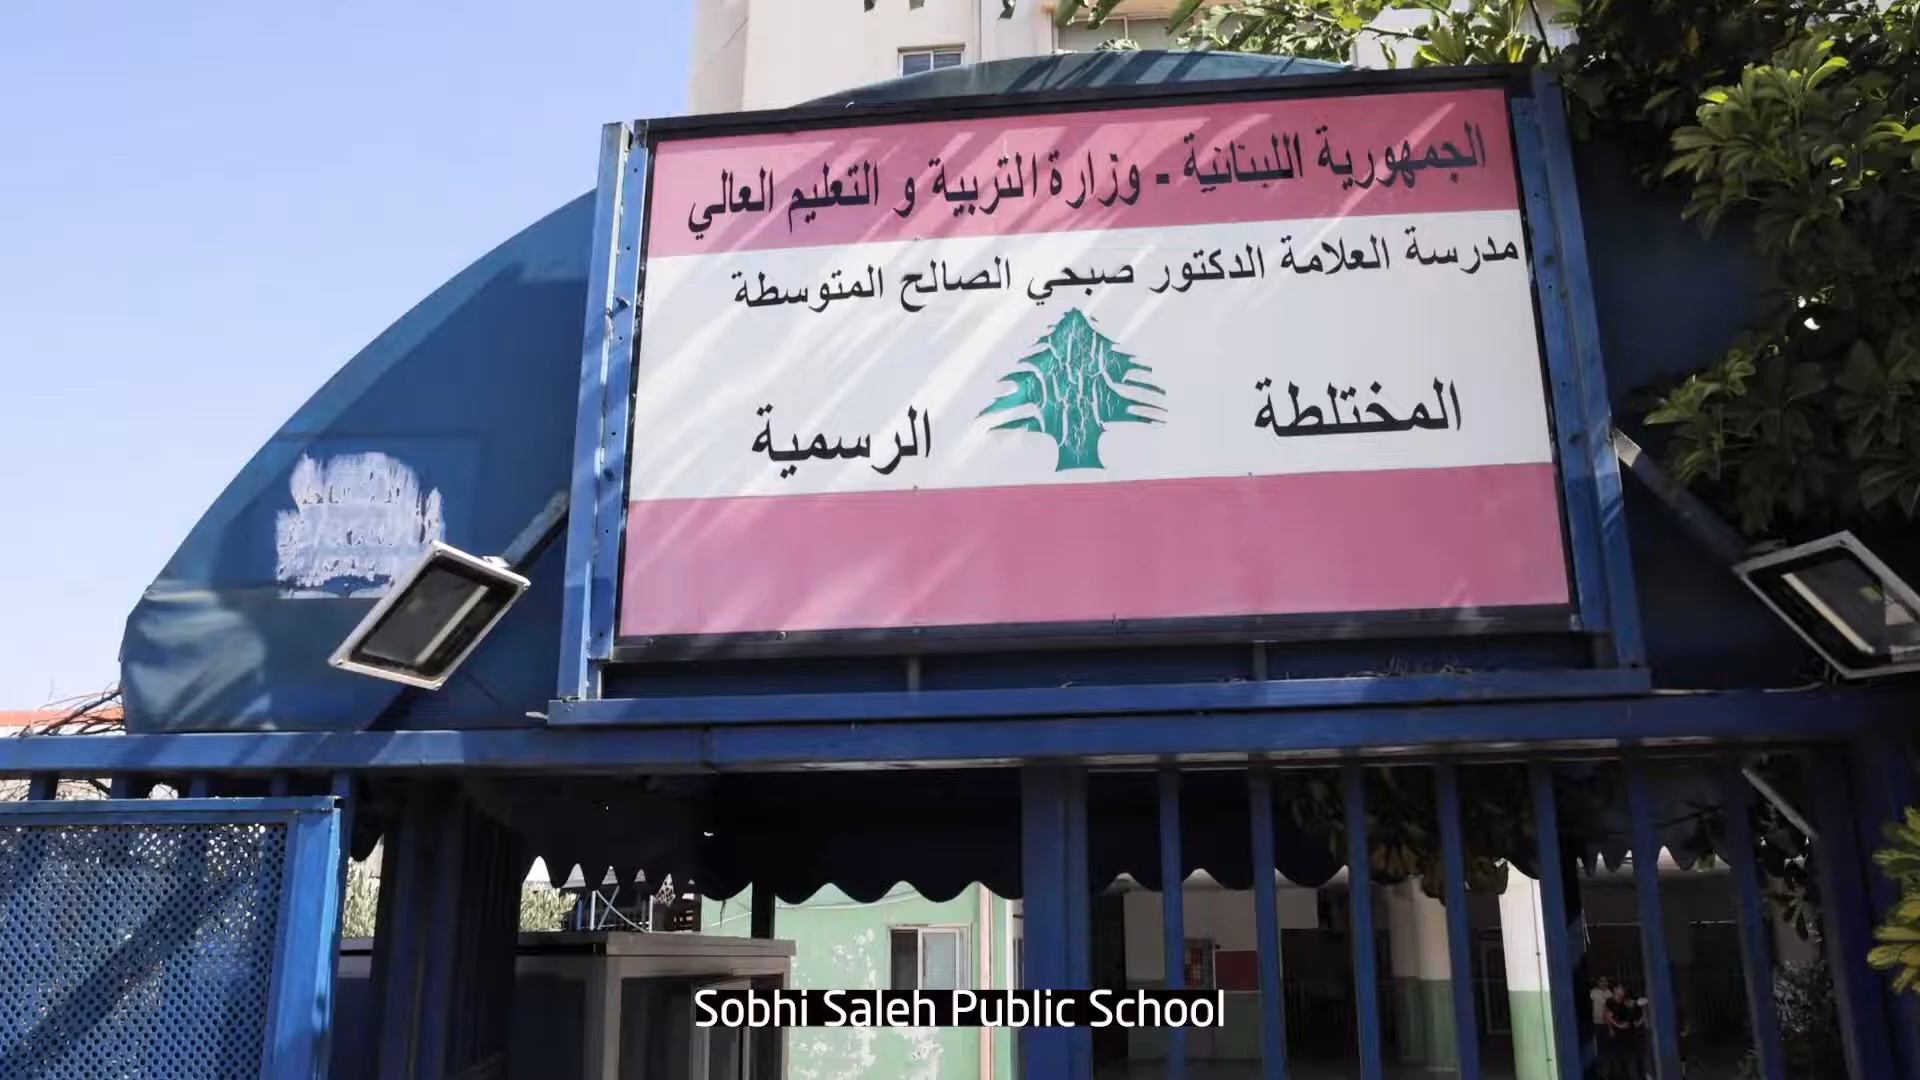 الجمهورية اللبنانية - وزارة التربية و التعليم العالي
مدرسة العلامة الدكتور صبحي الصالح المتوسطة
المختلطة الرسمية
Sobhi Saleh Public School